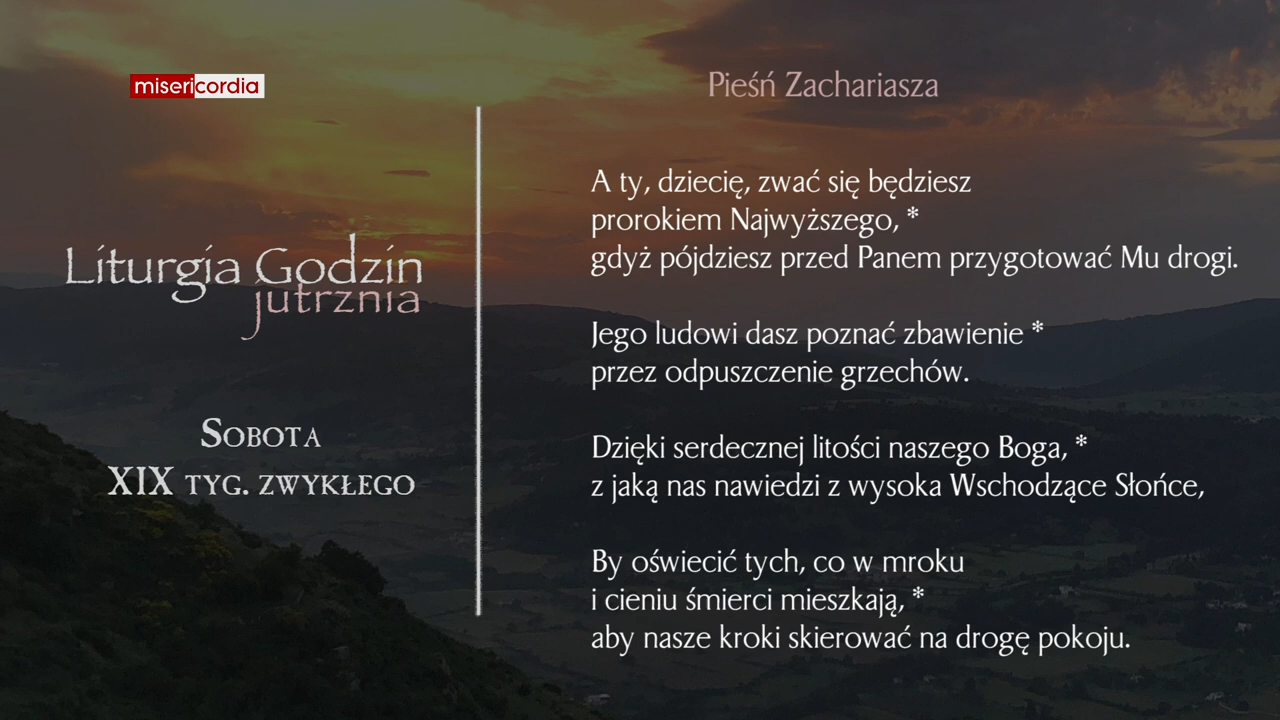 misericordia
Liturgia Godzin
jutrznia
Sobota
XIX tyg. zwykłego
Pieśń Zachariasza
A ty, dziecię, zwać się będziesz
prorokiem Najwyższego, *
gdyż pójdziesz przed Panem przygotować Mu drogi.
Jego ludowi dasz poznać zbawienie *
przez odpuszczenie grzechów.
Dzięki serdecznej litości naszego Boga, *
z jaką nas nawiedzi z wysoka Wschodzące Słońce,
By oświecić tych, co w mroku
i cieniu śmierci mieszkają, *
aby nasze kroki skierować na drogę pokoju.